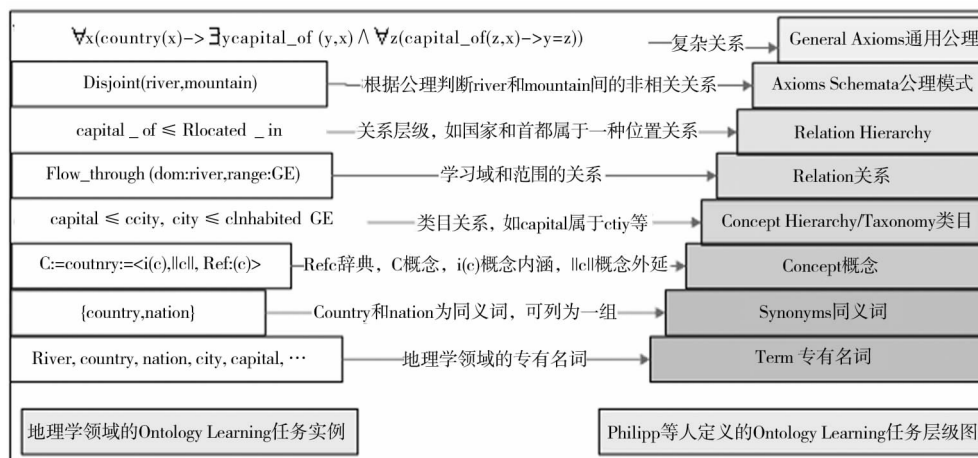 ∀x(country(x)-> ∃ycapital_of (y,x) ∧ ∀z(capital_of(z,x)->y=z)) 复杂关系 General Axioms通用公理
Disjoint(river,mountain) 根据公理判断river和mountain间的非相关关系 Axioms Schemata公理模式
capital _ of ≤ Rlocated _ in 关系层级，如国家和首都属于一种位置关系 Relation Hierarchy
Flow_through (dom:river,range:GE) 学习域和范围的关系 Relation关系
capital ≤ ccity, city ≤ cInhabited GE 类目关系，如capital属于ctiy等 Concept Hierarchy/Taxonomy类目
C:=coutnry:=<i(c),||c||, Ref:(c)> Refc辞典，C概念，i(c)概念内涵，||c||概念外延 Concept概念
{country,nation} Country和nation为同义词，可列为一组 Synonyms同义词
River, country, nation, city, capital, … 地理学领域的专有名词 Term 专有名词
地理学领域的Ontology Learning任务实例 Philipp等人定义的Ontology Learning任务层级图